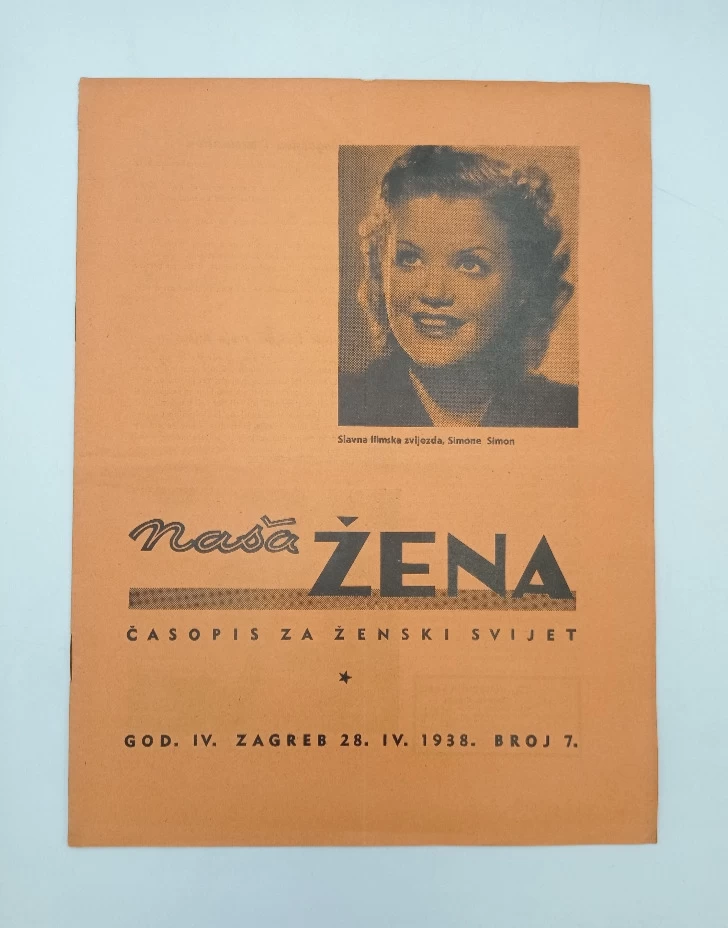 Slavna filmska zvijezda, Simone Simon
naša ŽENA
ČASOPIS ZA ŽENSKI SVIJET
GOD. IV. ZAGREB 28. IV. 1938. BROJ 7.